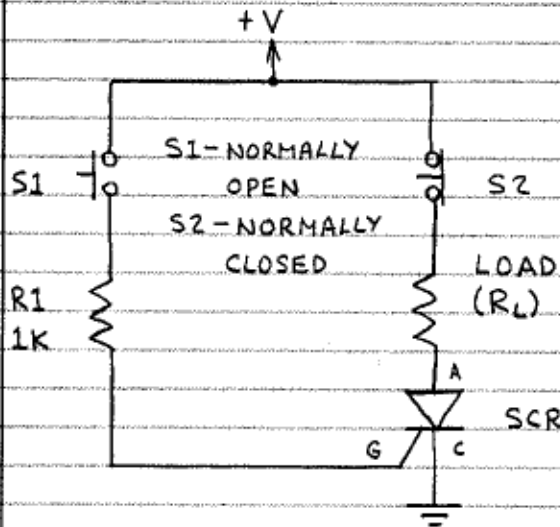 +V
S1-NORMALLY
OPEN
S1
S2
S2-NORMALLY
CLOSED
LOAD
(RL)
R1
1K
A
SCR
G
C